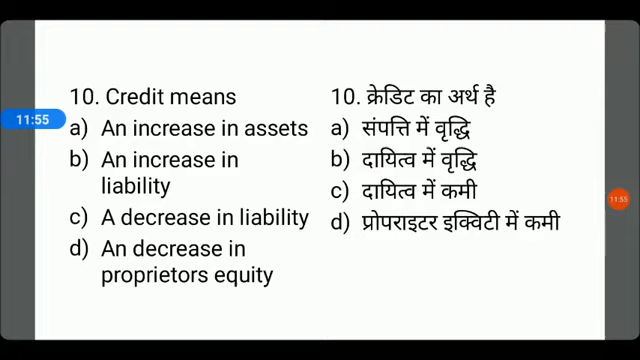 10. Credit means
a) An increase in assets
b) An increase in
liability
c) A decrease in liability
d) An decrease in
proprietors equity
10. क्रेडिट का अर्थ है
a) संपत्ति में वृद्धि
b) दायित्व में वृद्धि
c) दायित्व में कमी
d) प्रोपराइटर इक्विटी में कमी
11:55
11:55